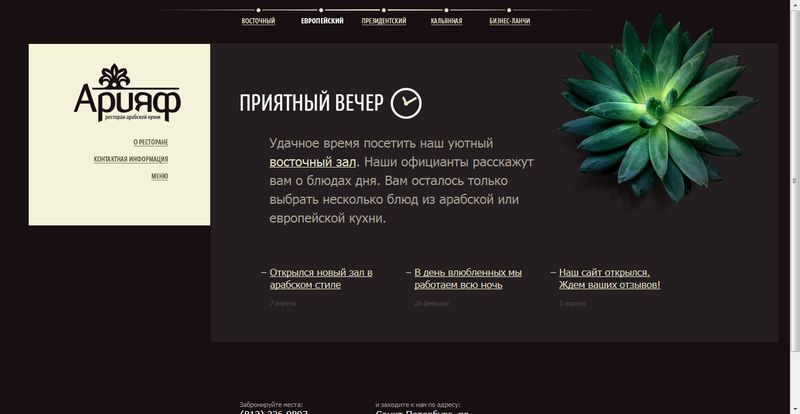 ВОСТОЧНЫЙ ЕВРОПЕЙСКИЙ ПРЕЗИДЕНТСКИЙ КАЛЬЯННАЯ БИЗНЕС-ЛАНЧИ
Арияф
ресторан арабской кухни
О РЕСТОРАНЕ
КОНТАКТНАЯ ИНФОРМАЦИЯ
МЕНЮ
ПРИЯТНЫЙ ВЕЧЕР
Удачное время посетить наш уютный
восточный зал. Наши официанты расскажут
вам о блюдах дня. Вам осталось только
выбрать несколько блюд из арабской или
европейской кухни.
– Открылся новый зал в
арабском стиле
7 апреля
– В день влюбленных мы
работаем всю ночь
28 февраля
– Наш сайт открылся.
Ждем ваших отзывов!
апреля
Забронируйте места:
и заходите к нам по адресу:
(812) 336-9807
Санкт-Петербург, пр.